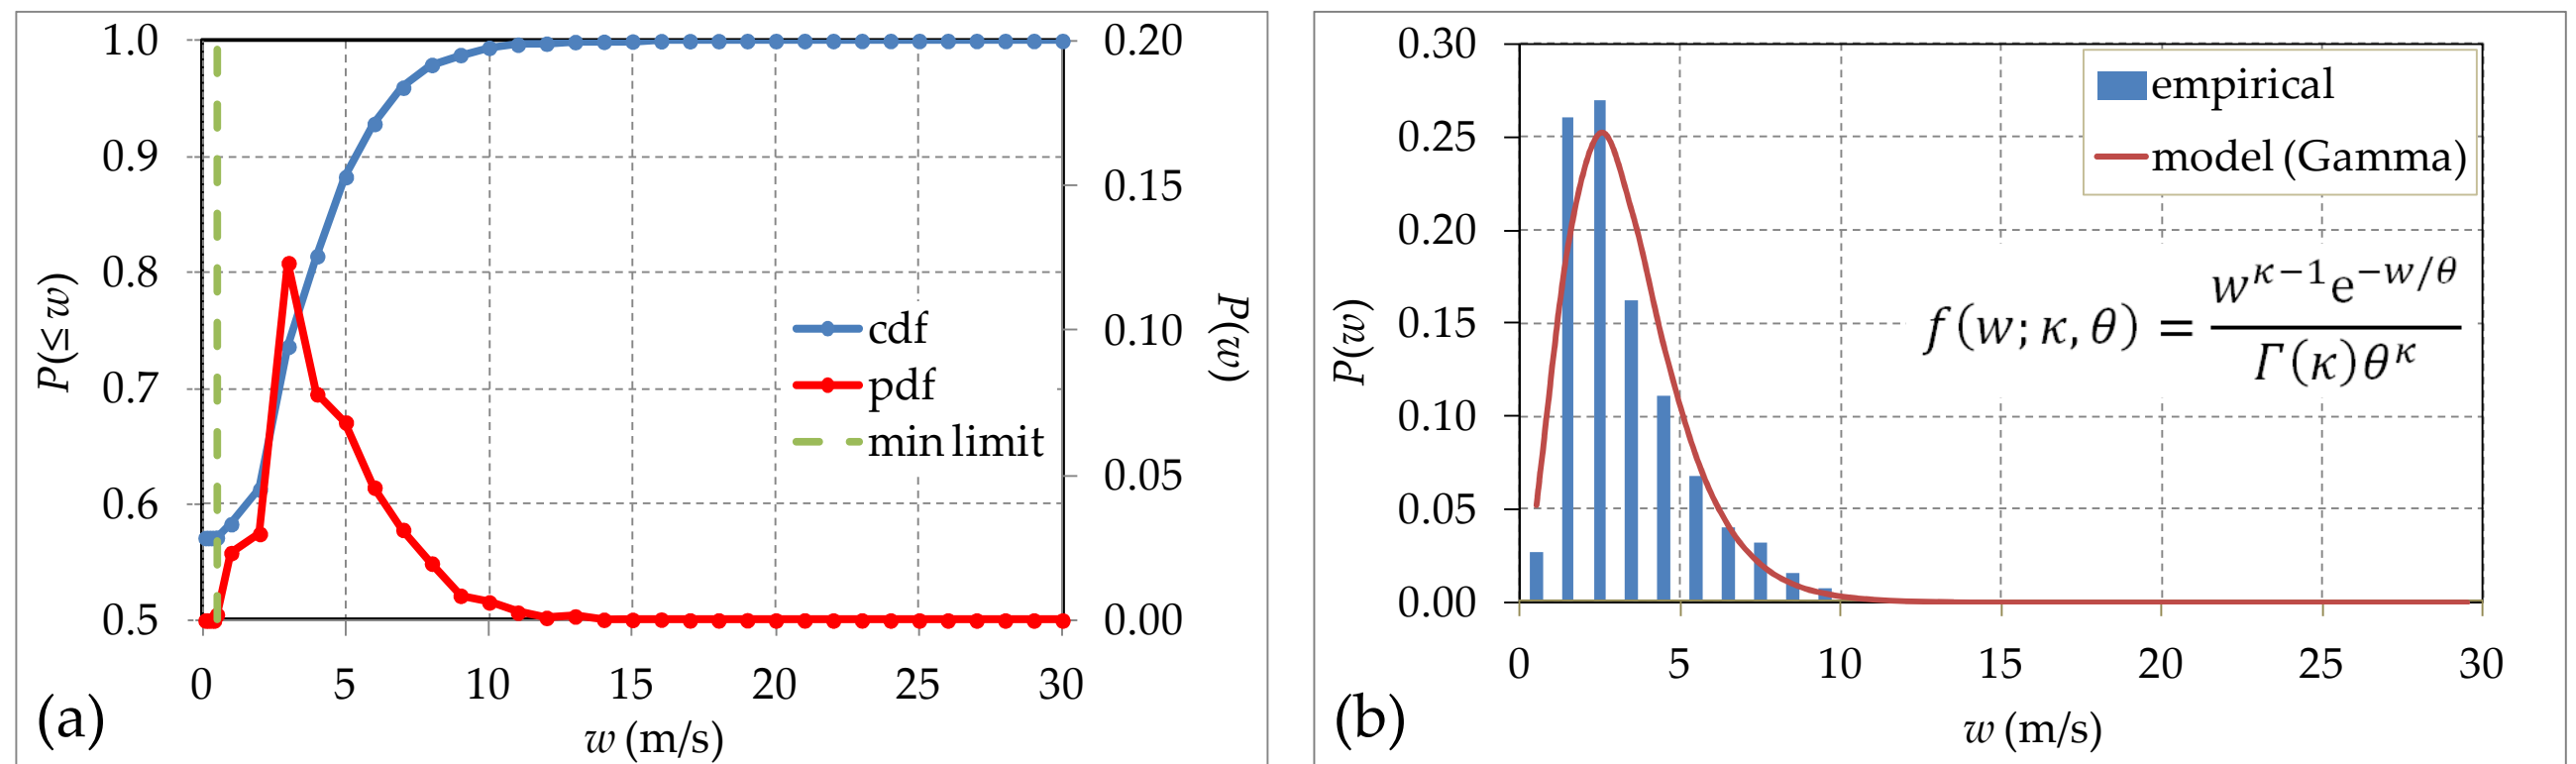 1.0
0.9
0.8
0.7
0.6
0.5
P(≤ w)
0.20
0.15
0.10
0.05
0.00
P(w)
cdf
pdf
min limit
0 5 10 15 20 25 30
w (m/s)
(a)
0.30
0.25
0.20
0.15
0.10
0.05
0.00
P(w)
empirical
model (Gamma)
f(w; κ, θ) = w^{κ−1}e^{−w/θ} / Γ(κ)θ^κ
0 5 10 15 20 25 30
w (m/s)
(b)